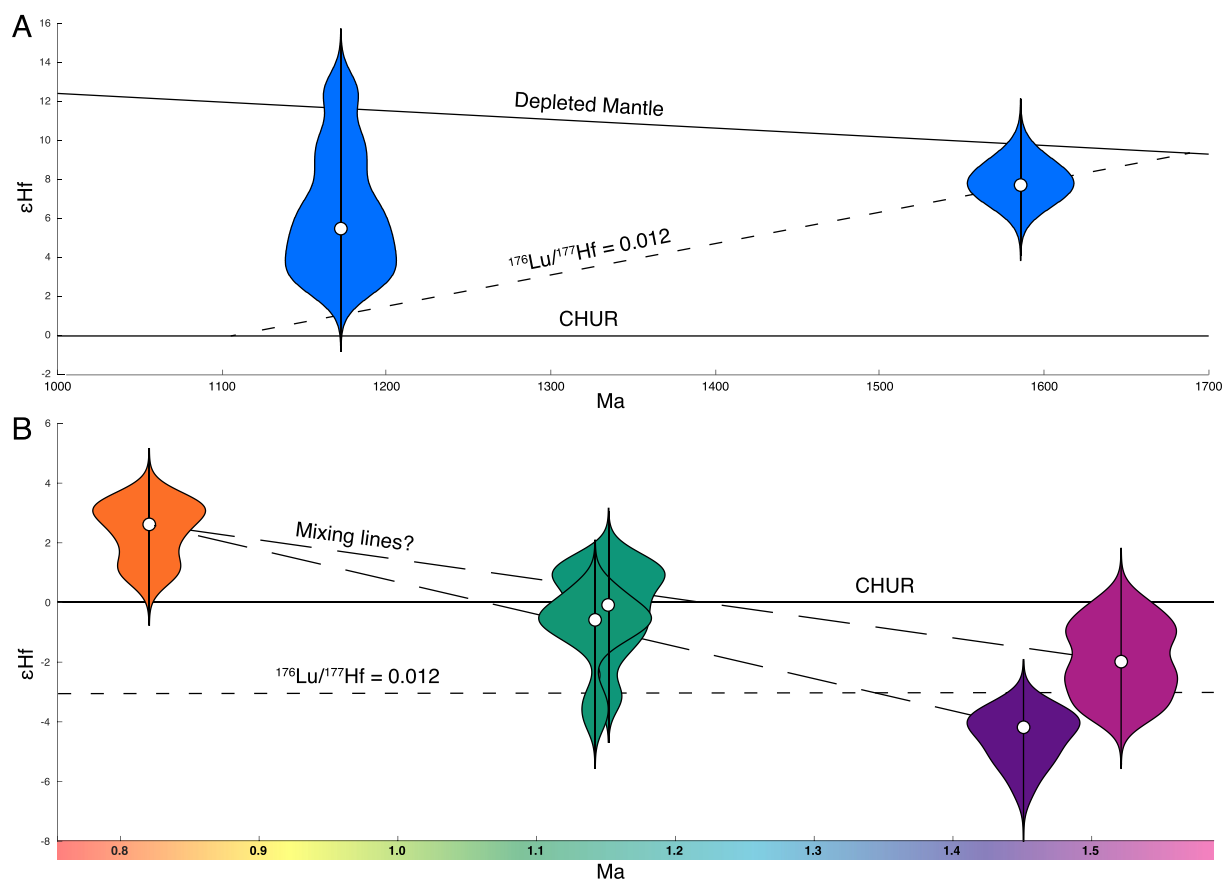 A
16
14
12
10
8
6
4
2
0
-2
εHf
Depleted Mantle
¹⁷⁶Lu/¹⁷⁷Hf = 0.012
CHUR
1000 1100 1200 1300 1400 1500 1600 1700
Ma
B
6
4
2
0
-2
-4
-6
-8
εHf
Mixing lines?
CHUR
¹⁷⁶Lu/¹⁷⁷Hf = 0.012
0.8 0.9 1.0 1.1 1.2 1.3 1.4 1.5
Ma